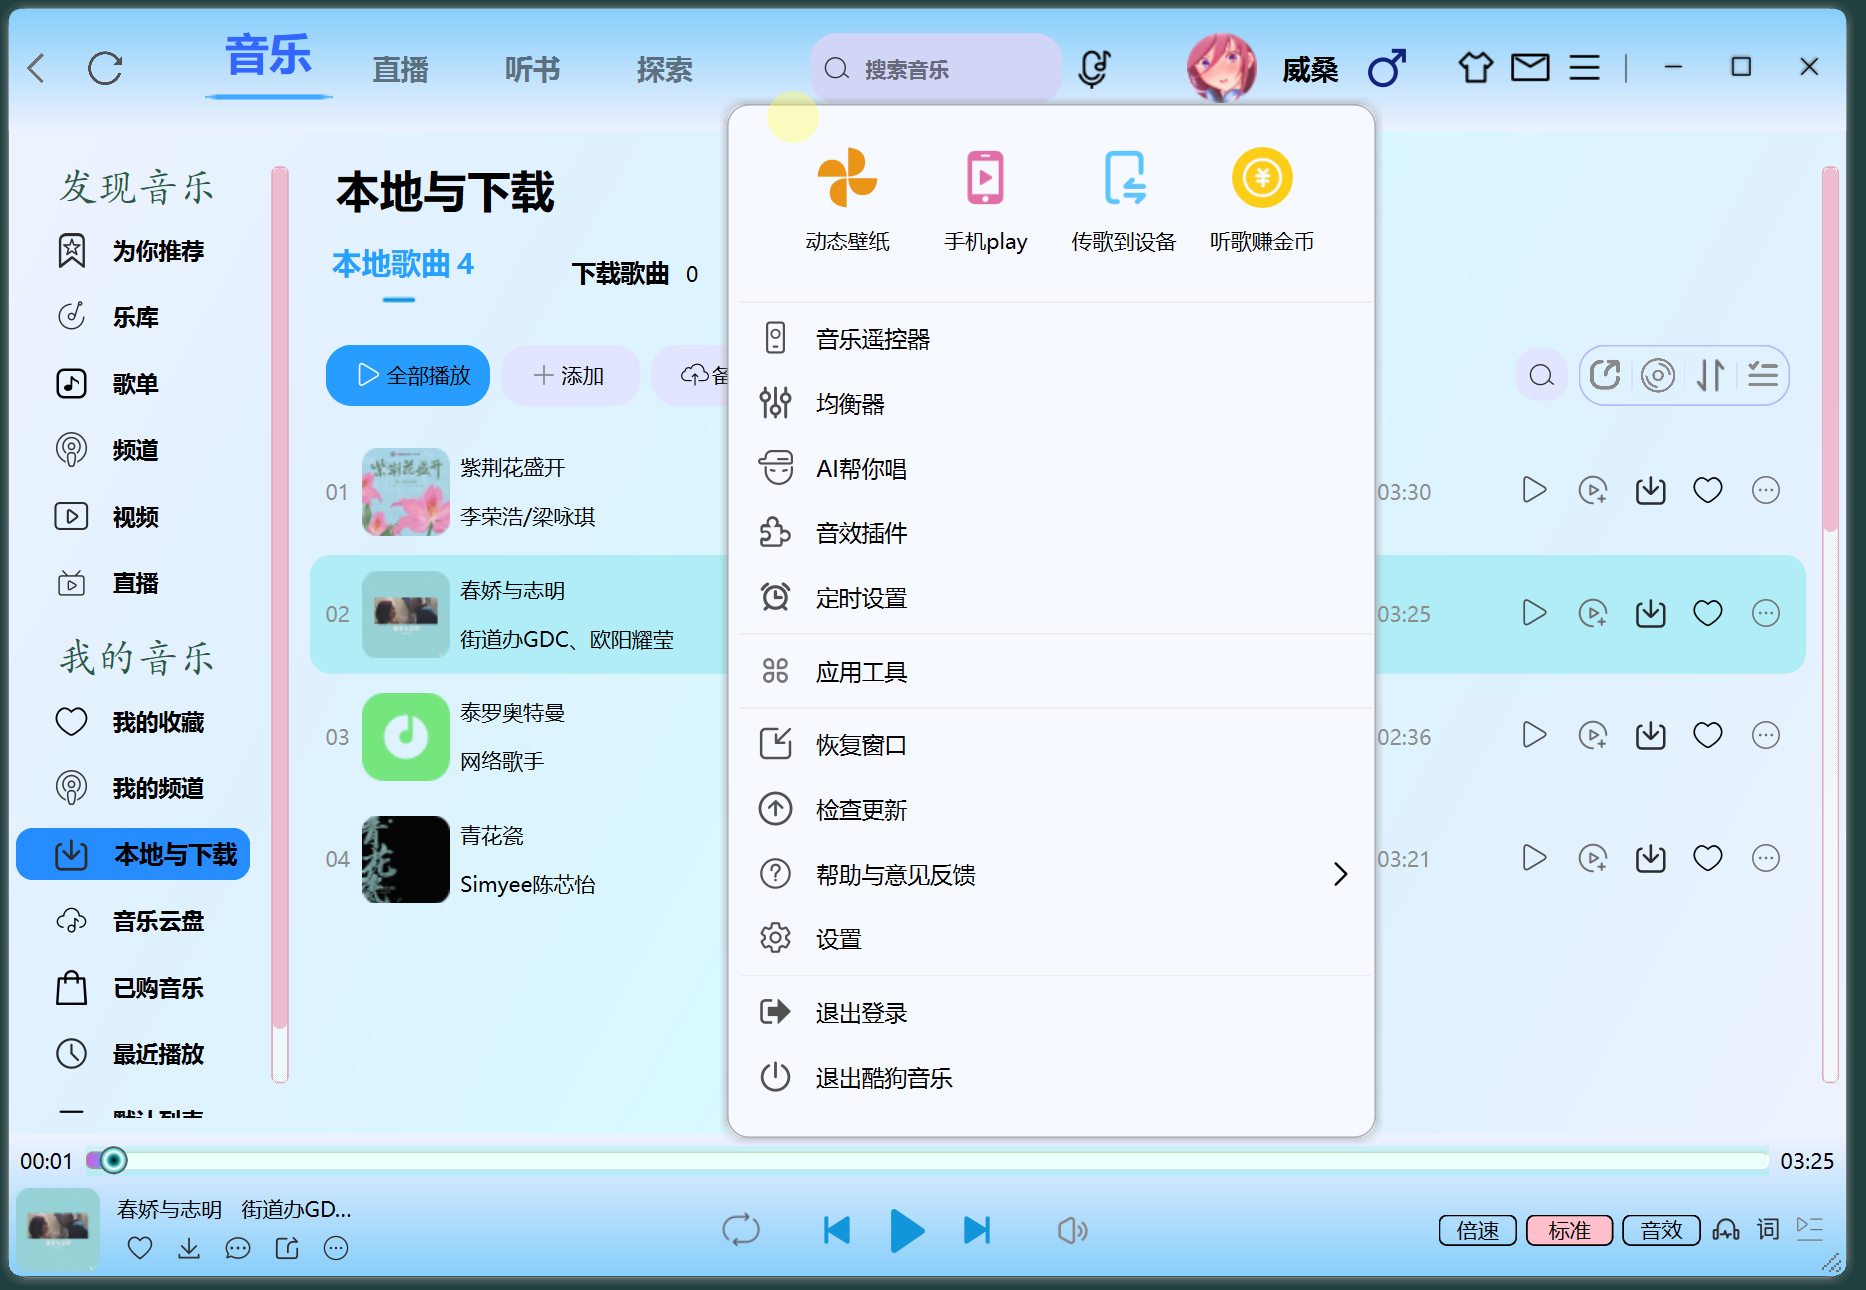 音乐
直播
听书
探索
搜索音乐
威桑
发现音乐
为你推荐
乐库
歌单
频道
视频
直播
我的音乐
我的收藏
我的频道
本地与下载
音乐云盘
已购音乐
最近播放
默认列表
本地与下载
本地歌曲 4
下载歌曲 0
全部播放
添加
备
01
紫荆花盛开
李荣浩/梁咏琪
03:30
02
春娇与志明
街道办GDC、欧阳耀莹
03:25
03
泰罗奥特曼
网络歌手
02:36
04
青花瓷
Simyee陈芯怡
03:21
动态壁纸
手机play
传歌到设备
听歌赚金币
音乐遥控器
均衡器
AI帮你唱
音效插件
定时设置
应用工具
恢复窗口
检查更新
帮助与意见反馈
设置
退出登录
退出酷狗音乐
00:01
03:25
春娇与志明 街道办GD...
倍速
标准
音效
词